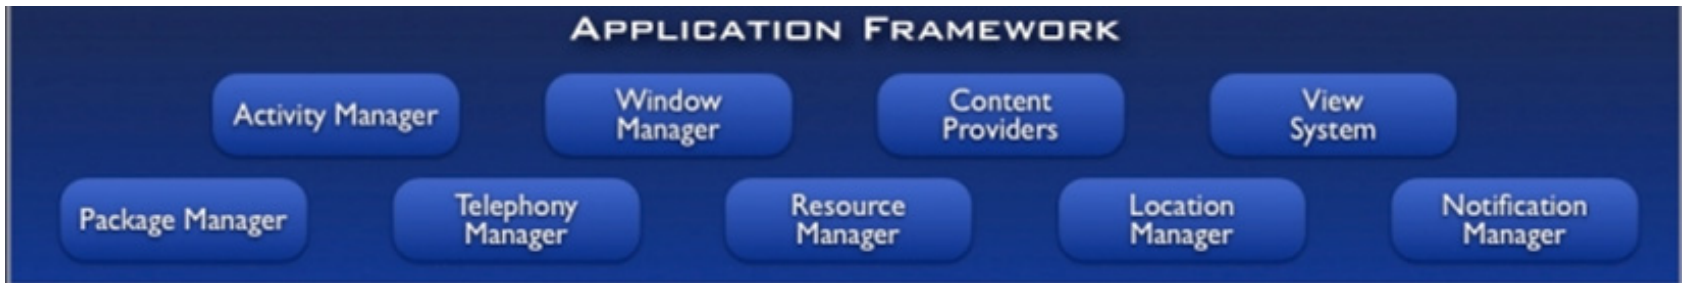 APPLICATION FRAMEWORK
Activity Manager
Window
Manager
Content
Providers
View
System
Package Manager
Telephony
Manager
Resource
Manager
Location
Manager
Notification
Manager